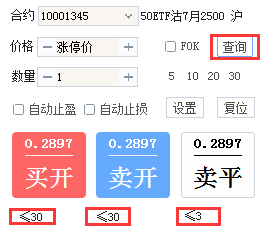 合约 10001345 50ETF沽7月2500 沪
价格 － 涨停价 ＋ FOK 查询
数量 － 1 ＋ 5 10 20 30
自动止盈 自动止损 设置 复位
0.2897 0.2897 0.2897
买开 卖开 卖平
≤30 ≤30 ≤3